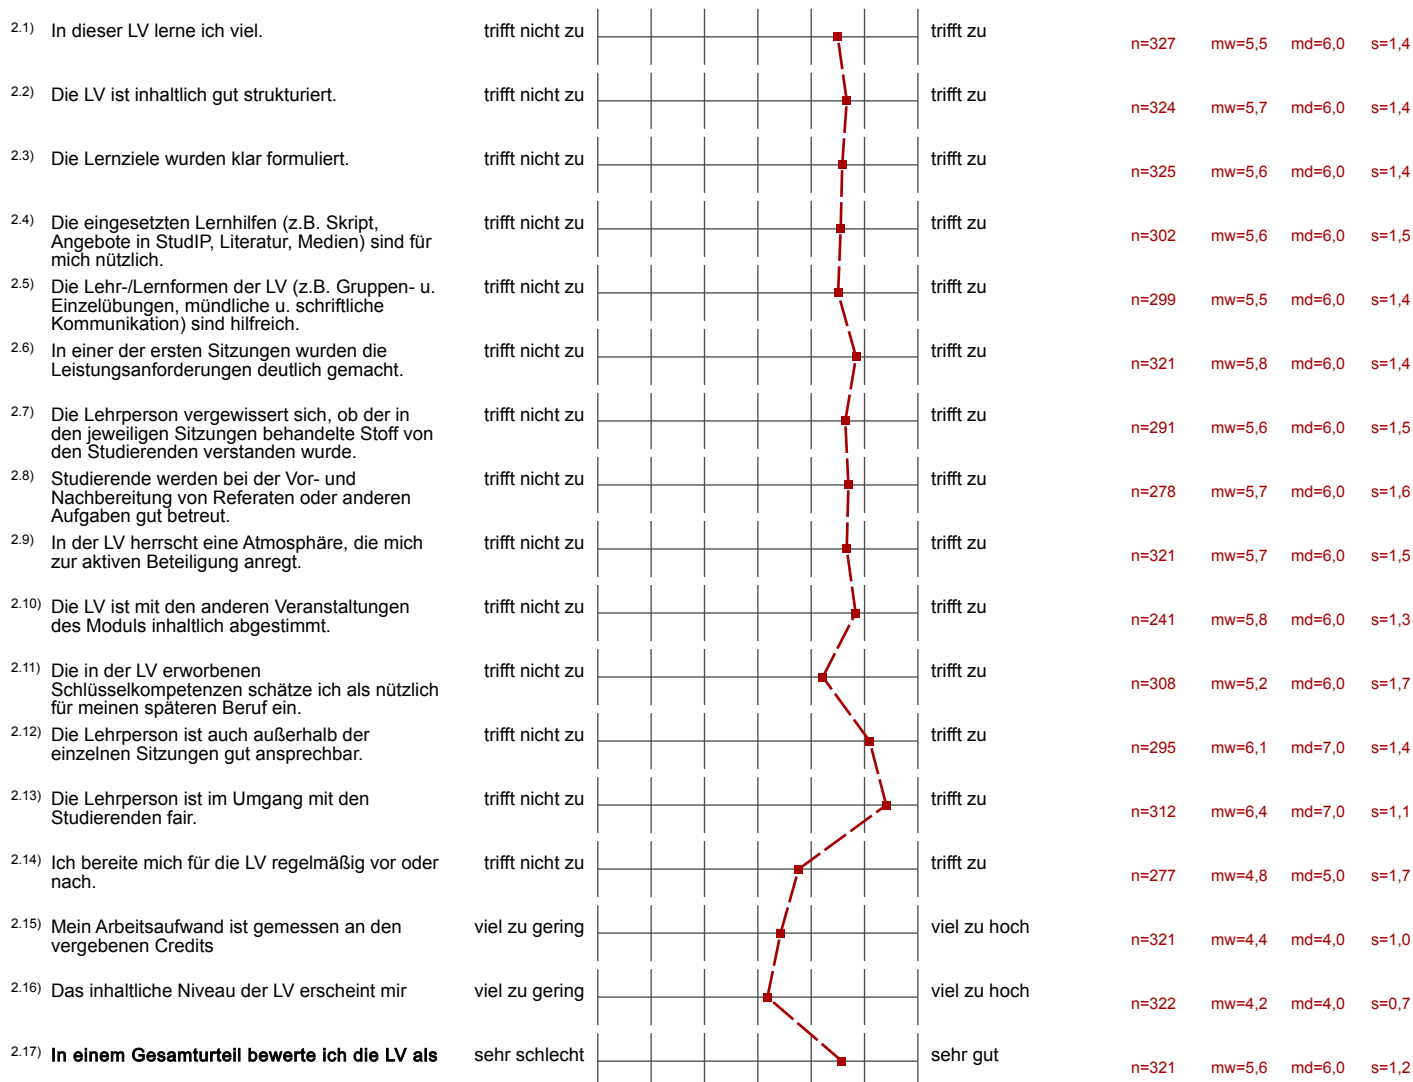 2.1) In dieser LV lerne ich viel. trifft nicht zu trifft zu n=327 mw=5,5 md=6,0 s=1,4
2.2) Die LV ist inhaltlich gut strukturiert. trifft nicht zu trifft zu n=324 mw=5,7 md=6,0 s=1,4
2.3) Die Lernziele wurden klar formuliert. trifft nicht zu trifft zu n=325 mw=5,6 md=6,0 s=1,4
2.4) Die eingesetzten Lernhilfen (z.B. Skript, trifft nicht zu trifft zu n=302 mw=5,6 md=6,0 s=1,5
Angebote in StudIP, Literatur, Medien) sind für
mich nützlich.
2.5) Die Lehr-/Lernformen der LV (z.B. Gruppen- u. trifft nicht zu trifft zu n=299 mw=5,5 md=6,0 s=1,4
Einzelübungen, mündliche u. schriftliche
Kommunikation) sind hilfreich.
2.6) In einer der ersten Sitzungen wurden die trifft nicht zu trifft zu n=321 mw=5,8 md=6,0 s=1,4
Leistungsanforderungen deutlich gemacht.
2.7) Die Lehrperson vergewissert sich, ob der in trifft nicht zu trifft zu n=291 mw=5,6 md=6,0 s=1,5
den jeweiligen Sitzungen behandelte Stoff von
den Studierenden verstanden wurde.
2.8) Studierende werden bei der Vor- und trifft nicht zu trifft zu n=278 mw=5,7 md=6,0 s=1,6
Nachbereitung von Referaten oder anderen
Aufgaben gut betreut.
2.9) In der LV herrscht eine Atmosphäre, die mich trifft nicht zu trifft zu n=321 mw=5,7 md=6,0 s=1,5
zur aktiven Beteiligung anregt.
2.10) Die LV ist mit den anderen Veranstaltungen trifft nicht zu trifft zu n=241 mw=5,8 md=6,0 s=1,3
des Moduls inhaltlich abgestimmt.
2.11) Die in der LV erworbenen trifft nicht zu trifft zu n=308 mw=5,2 md=6,0 s=1,7
Schlüsselkompetenzen schätze ich als nützlich
für meinen späteren Beruf ein.
2.12) Die Lehrperson ist auch außerhalb der trifft nicht zu trifft zu n=295 mw=6,1 md=7,0 s=1,4
einzelnen Sitzungen gut ansprechbar.
2.13) Die Lehrperson ist im Umgang mit den trifft nicht zu trifft zu n=312 mw=6,4 md=7,0 s=1,1
Studierenden fair.
2.14) Ich bereite mich für die LV regelmäßig vor oder trifft nicht zu trifft zu n=277 mw=4,8 md=5,0 s=1,7
nach.
2.15) Mein Arbeitsaufwand ist gemessen an den viel zu gering viel zu hoch n=321 mw=4,4 md=4,0 s=1,0
vergebenen Credits
2.16) Das inhaltliche Niveau der LV erscheint mir viel zu gering viel zu hoch n=322 mw=4,2 md=4,0 s=0,7
2.17) In einem Gesamturteil bewerte ich die LV als sehr schlecht sehr gut n=321 mw=5,6 md=6,0 s=1,2